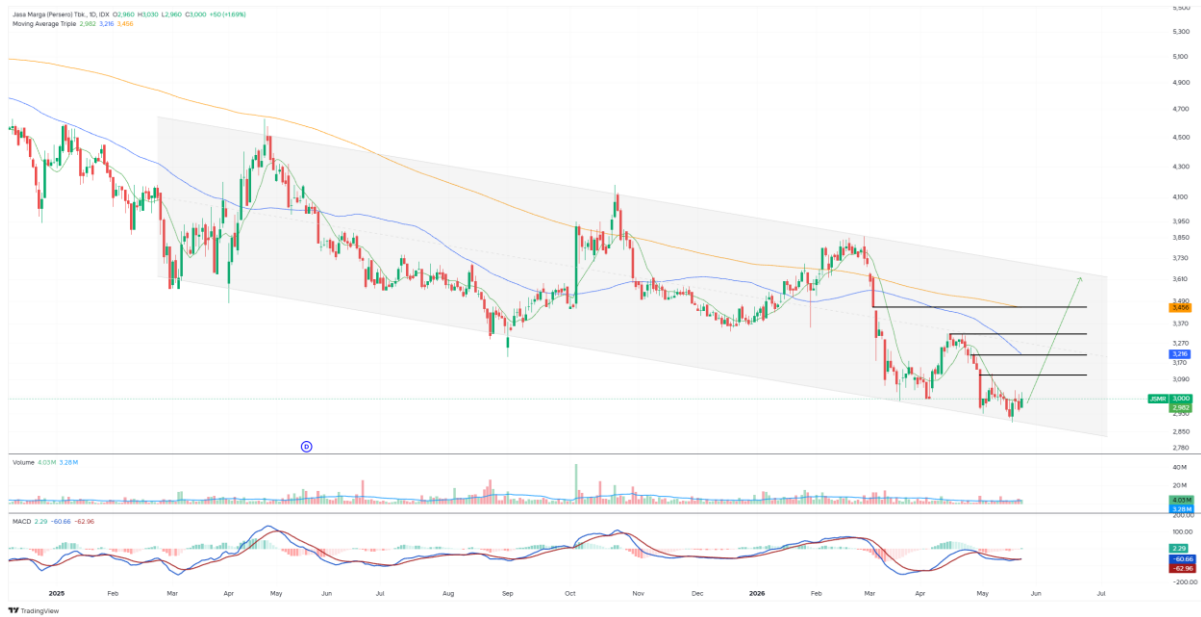 Jasa Marga (Persero) Tbk., 1D, IDX O2,960 H3,030 L2,960 C3,000 +50 (+1.69%)
Moving Average Triple 2,982 3,216 3,456
5,500
5,300
5,100
4,900
4,700
4,500
4,300
4,100
3,950
3,850
3,730
3,640
3,490
3,456
3,370
3,270
3,216
3,170
3,090
JSMR 3,000
2,982
2,930
2,850
2,780
D
Volume 4.03M 3.28M
40M
20M
4.03M
3.28M
200.00
MACD 2.29 −60.66 −62.96
100.00
2.29
−60.66
−62.96
−200.00
2025 Feb Mar Apr May Jun Jul Aug Sep Oct Nov Dec 2026 Feb Mar Apr May Jun Jul
TradingView